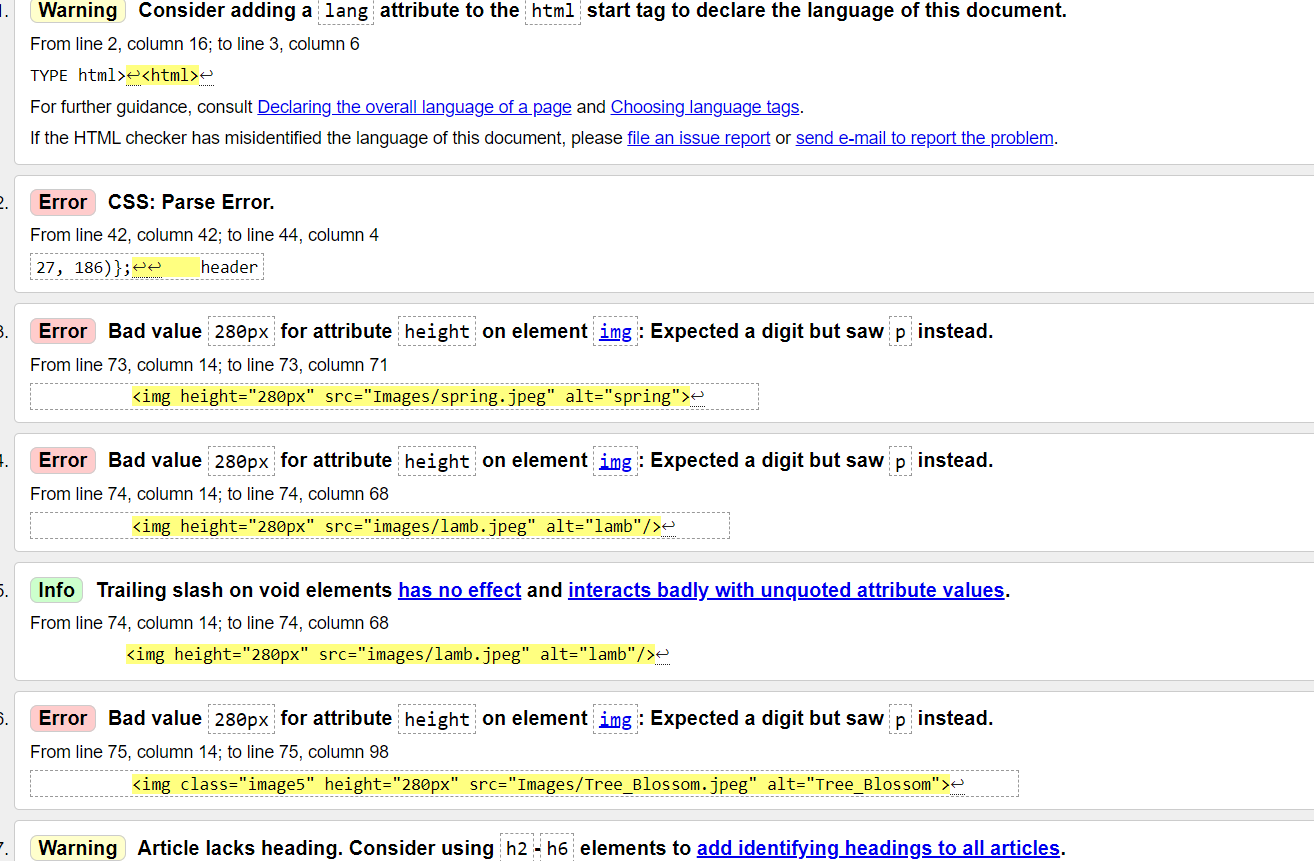 1. Warning Consider adding a lang attribute to the html start tag to declare the language of this document.
From line 2, column 16; to line 3, column 6
TYPE html>↩<html>↩
For further guidance, consult Declaring the overall language of a page and Choosing language tags.
If the HTML checker has misidentified the language of this document, please file an issue report or send e-mail to report the problem.
2. Error CSS: Parse Error.
From line 42, column 42; to line 44, column 4
27, 186)};↩↩ header
3. Error Bad value 280px for attribute height on element img: Expected a digit but saw p instead.
From line 73, column 14; to line 73, column 71
<img height="280px" src="Images/spring.jpeg" alt="spring">↩
4. Error Bad value 280px for attribute height on element img: Expected a digit but saw p instead.
From line 74, column 14; to line 74, column 68
<img height="280px" src="images/lamb.jpeg" alt="lamb"/>↩
5. Info Trailing slash on void elements has no effect and interacts badly with unquoted attribute values.
From line 74, column 14; to line 74, column 68
<img height="280px" src="images/lamb.jpeg" alt="lamb"/>↩
6. Error Bad value 280px for attribute height on element img: Expected a digit but saw p instead.
From line 75, column 14; to line 75, column 98
<img class="image5" height="280px" src="Images/Tree_Blossom.jpeg" alt="Tree_Blossom">↩
7. Warning Article lacks heading. Consider using h2-h6 elements to add identifying headings to all articles.